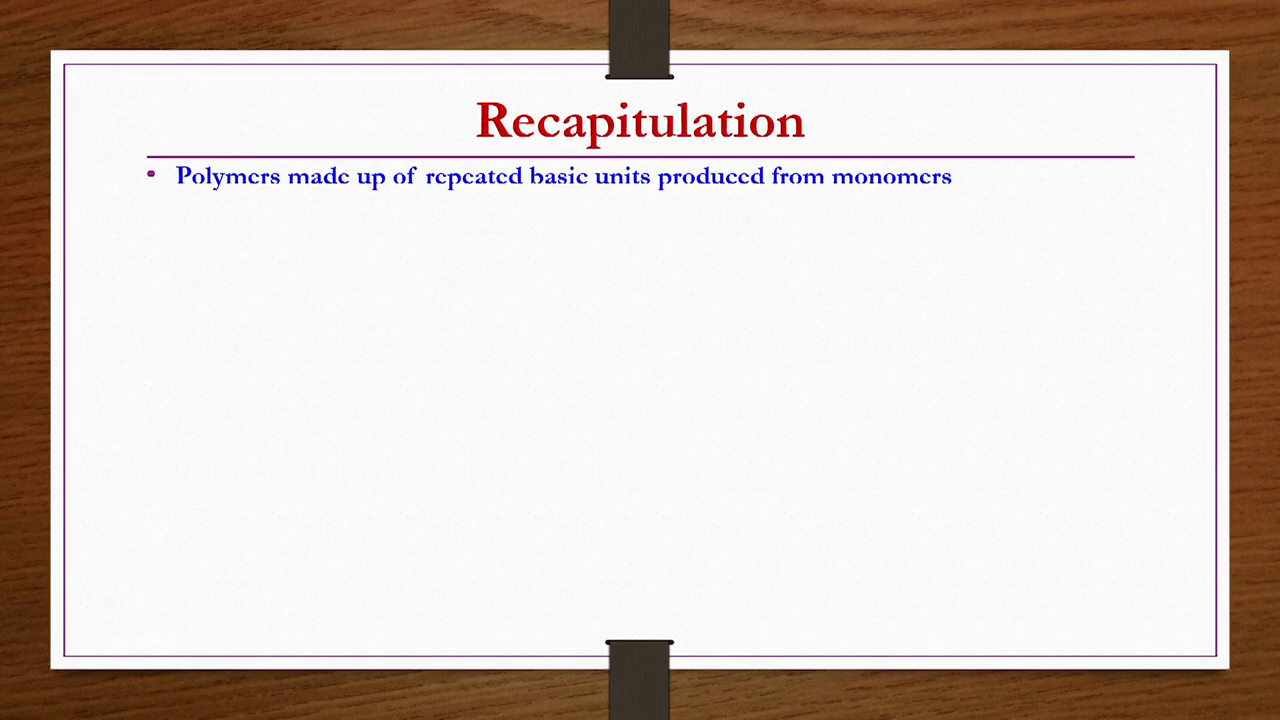 Recapitulation
• Polymers made up of repeated basic units produced from monomers